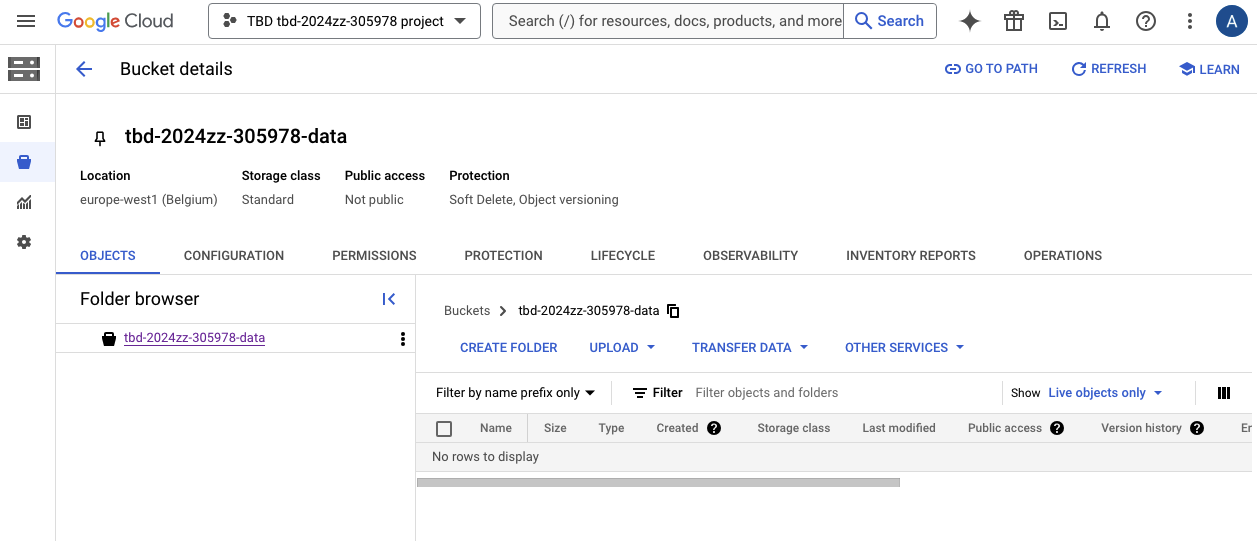 Google Cloud
TBD tbd-2024zz-305978 project
Search (/) for resources, docs, products, and more
Search
A
Bucket details
GO TO PATH
REFRESH
LEARN
tbd-2024zz-305978-data
Location Storage class Public access Protection
europe-west1 (Belgium) Standard Not public Soft Delete, Object versioning
OBJECTS CONFIGURATION PERMISSIONS PROTECTION LIFECYCLE OBSERVABILITY INVENTORY REPORTS OPERATIONS
Folder browser
tbd-2024zz-305978-data
Buckets tbd-2024zz-305978-data
CREATE FOLDER UPLOAD TRANSFER DATA OTHER SERVICES
Filter by name prefix only Filter Filter objects and folders Show Live objects only
Name Size Type Created Storage class Last modified Public access Version history Er
No rows to display